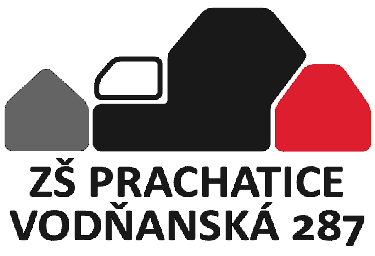 ZŠ PRACHATICE
VODŇANSKÁ 287